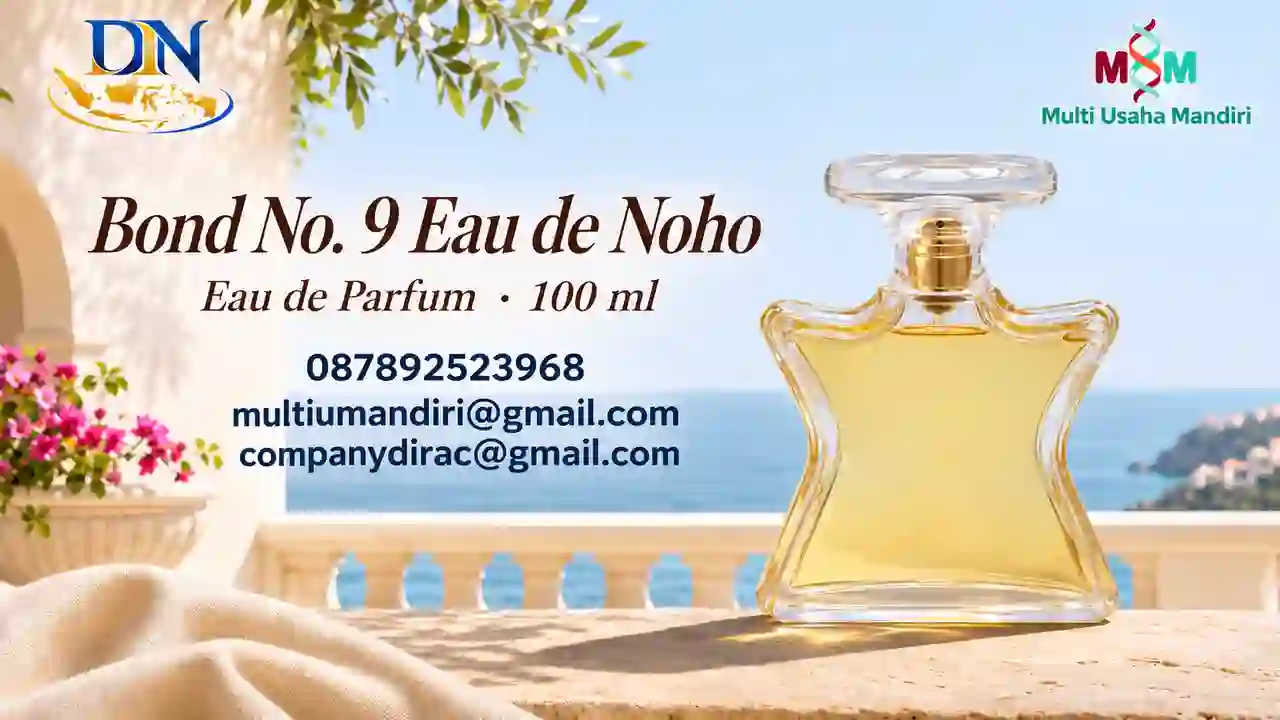 DN
M8M
Multi Usaha Mandiri
Bond No. 9 Eau de Noho
Eau de Parfum · 100 ml
087892523968
multiumandiri@gmail.com
companydirac@gmail.com